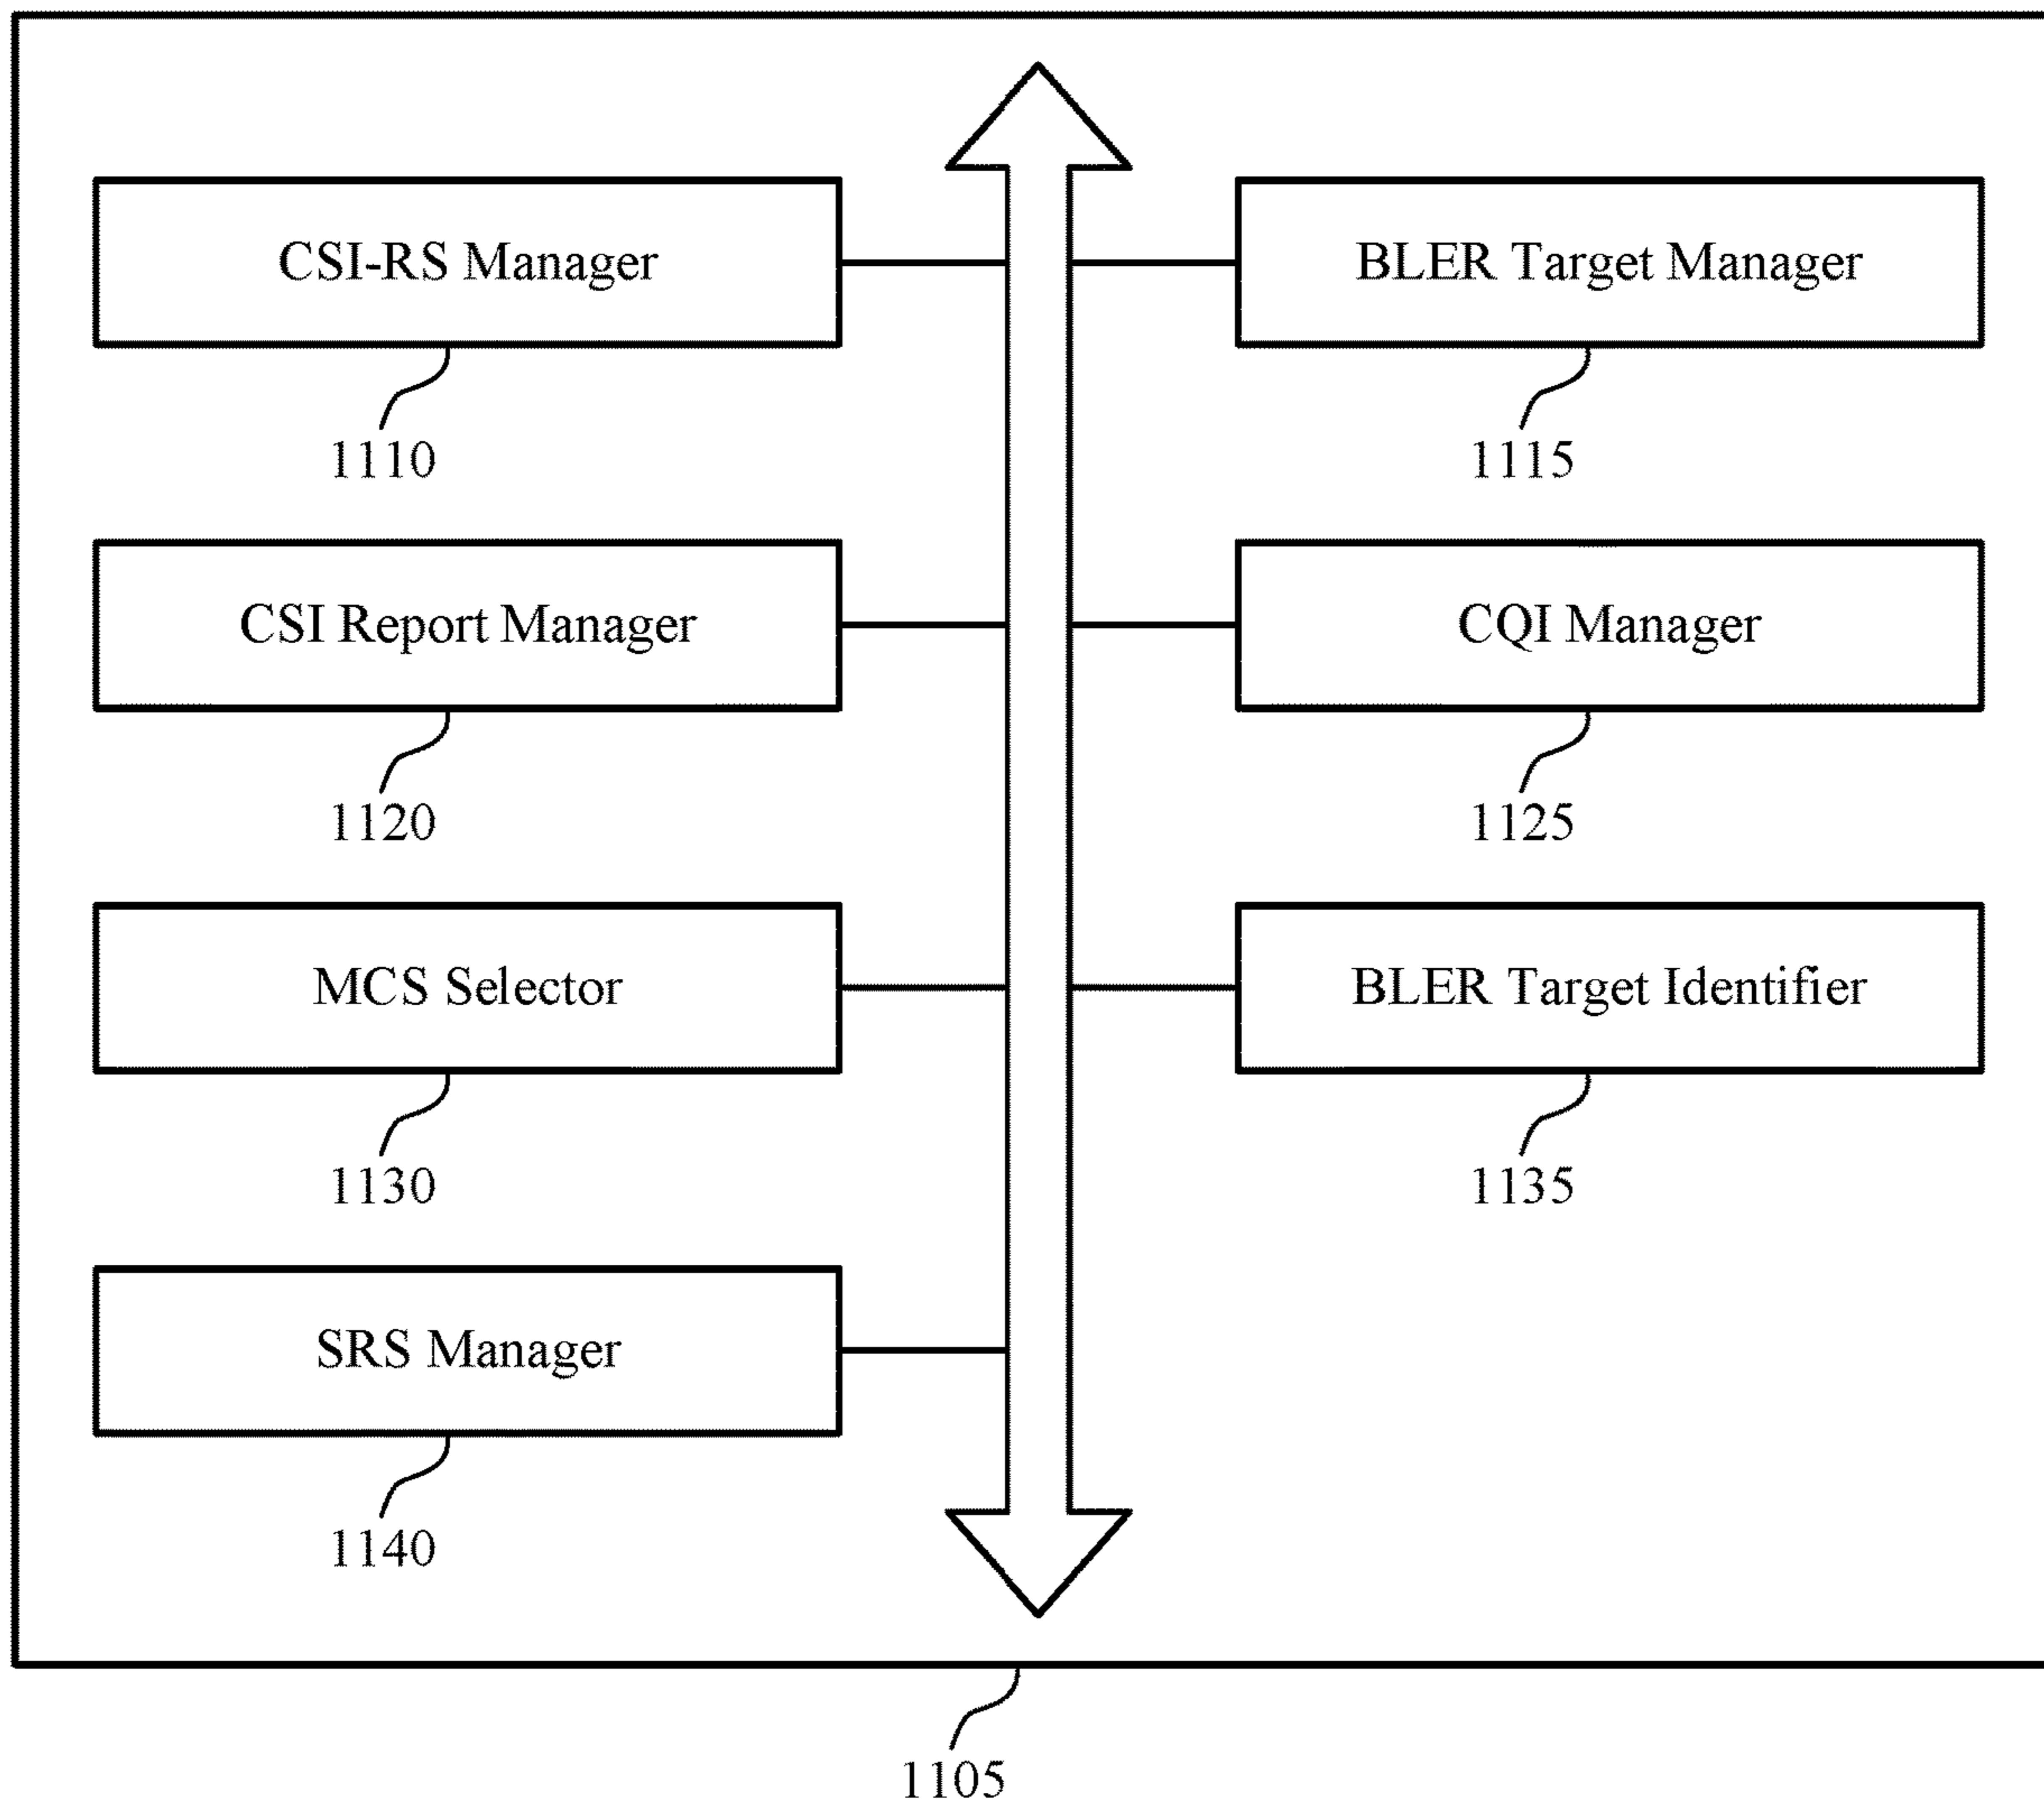 CSI-RS Manager
BLER Target Manager
1110
1115
CSI Report Manager
CQI Manager
1120
1125
MCS Selector
BLER Target Identifier
1130
1135
SRS Manager
1140
1105